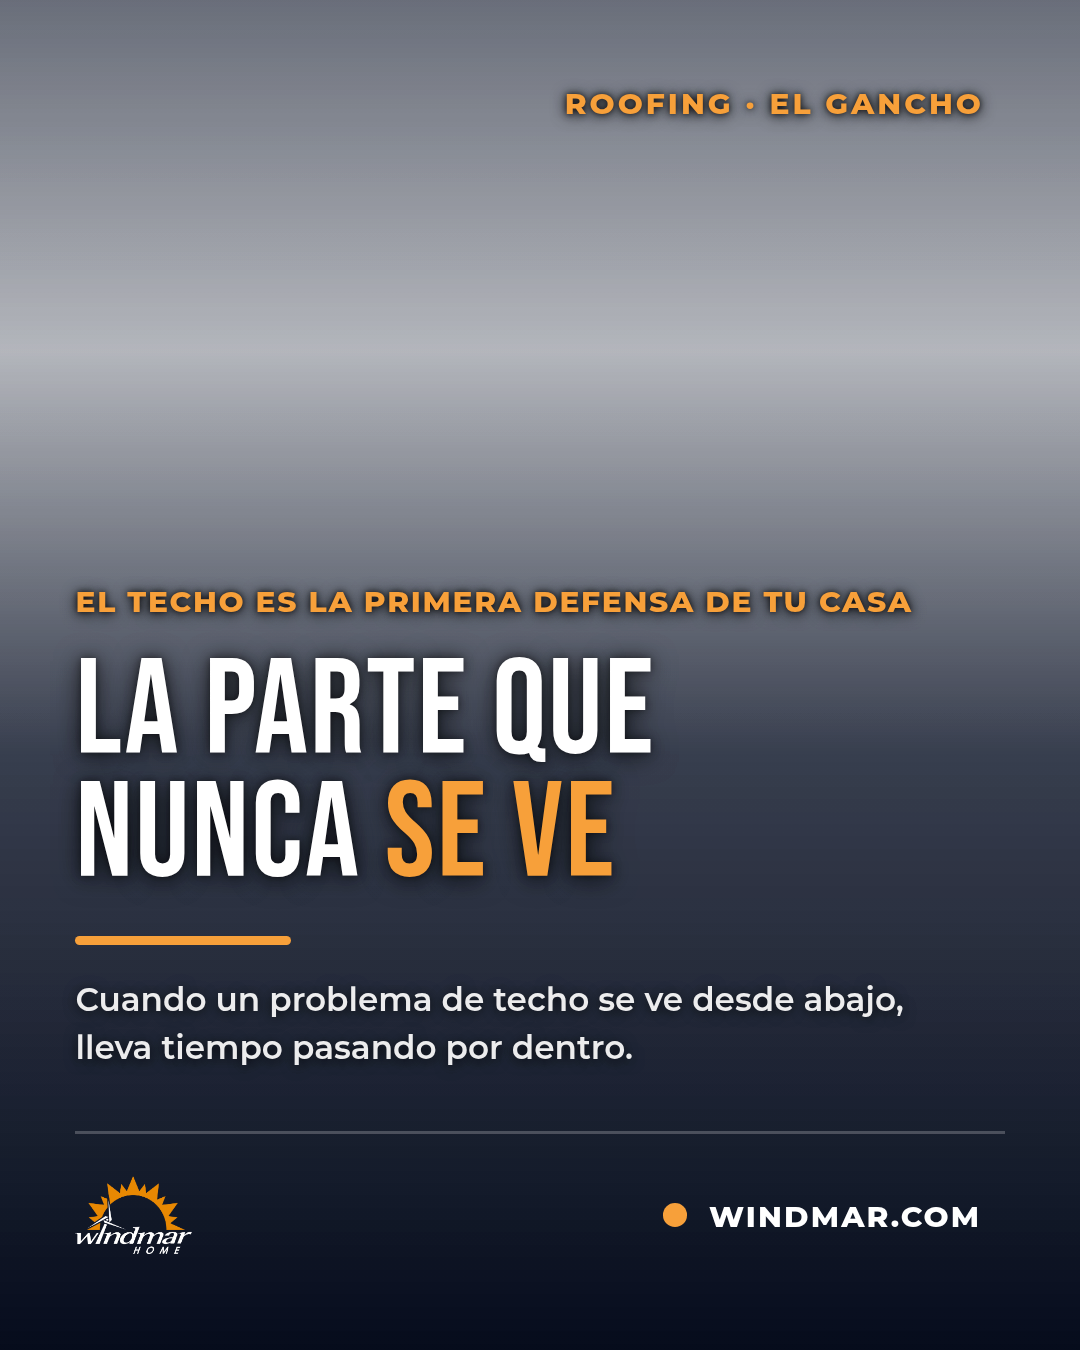 ROOFING · EL GANCHO
EL TECHO ES LA PRIMERA DEFENSA DE TU CASA
LA PARTE QUE
NUNCA SE VE
Cuando un problema de techo se ve desde abajo,
lleva tiempo pasando por dentro.
windmar
HOME
WINDMAR.COM